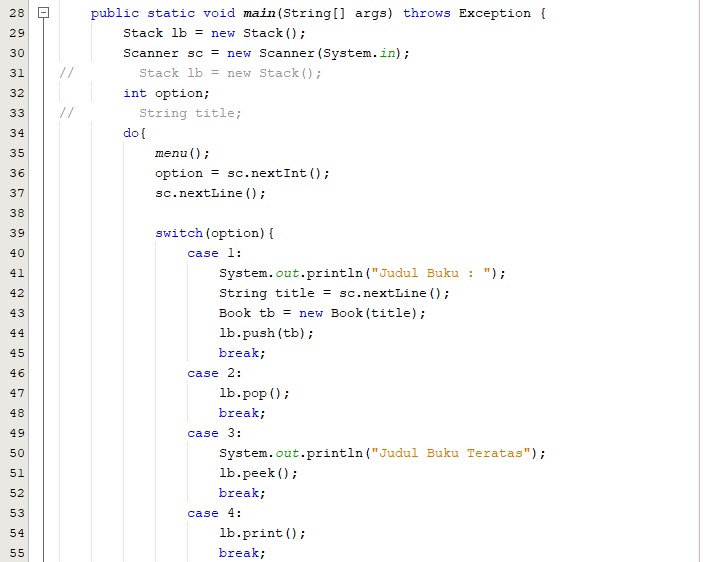 28 public static void main(String[] args) throws Exception {
29 Stack lb = new Stack();
30 Scanner sc = new Scanner(System.in);
31 // Stack lb = new Stack();
32 int option;
33 // String title;
34 do{
35 menu();
36 option = sc.nextInt();
37 sc.nextLine();
38
39 switch(option){
40 case 1:
41 System.out.println("Judul Buku : ");
42 String title = sc.nextLine();
43 Book tb = new Book(title);
44 lb.push(tb);
45 break;
46 case 2:
47 lb.pop();
48 break;
49 case 3:
50 System.out.println("Judul Buku Teratas");
51 lb.peek();
52 break;
53 case 4:
54 lb.print();
55 break;